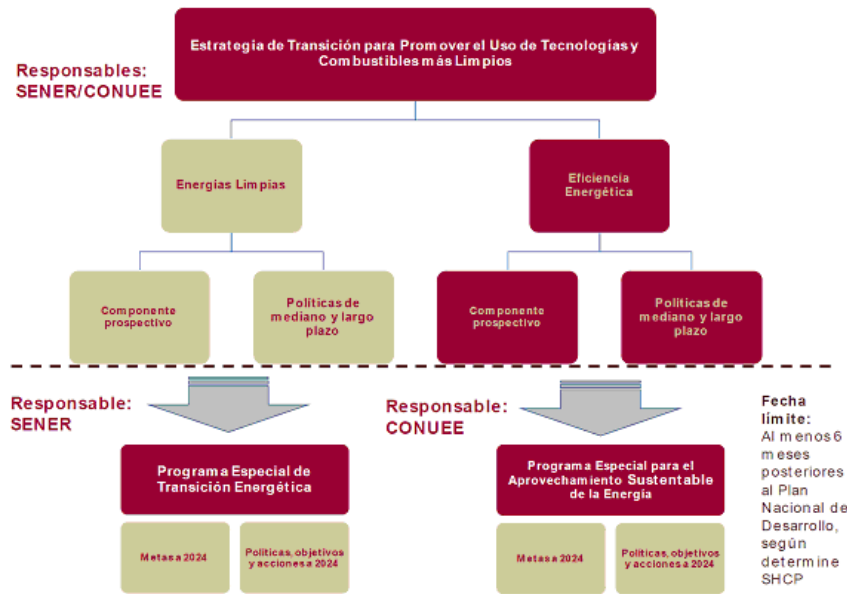 Estrategia de Transición para Promover el Uso de Tecnologías y
Combustibles más Limpios
Responsables:
SENER/CONUEE
Energías Limpias
Eficiencia
Energética
Componente
prospectivo
Políticas de
mediano y largo
plazo
Componente
prospectivo
Políticas de
mediano y largo
plazo
Responsable:
SENER
Responsable:
CONUEE
Fecha
límite:
Al menos 6
meses
posteriores
al Plan
Nacional de
Desarrollo,
según
determine
SHCP
Programa Especial de
Transición Energética
Programa Especial para el
Aprovechamiento Sustentable
de la Energía
Metas a 2024
Políticas, objetivos
y acciones a 2024
Metas a 2024
Políticas, objetivos
y acciones a 2024